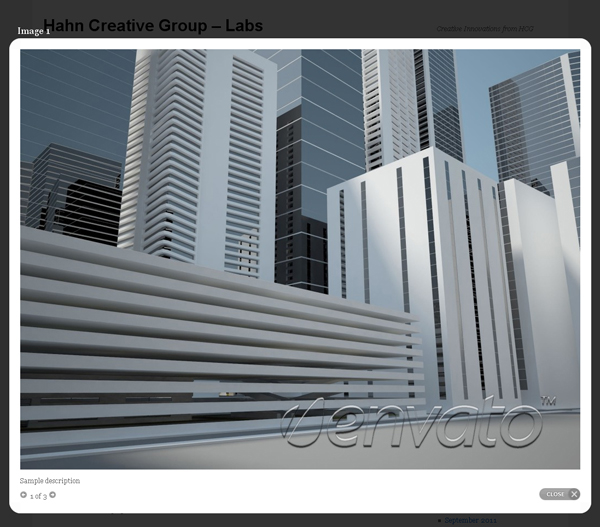 Hahn Creative Group – Labs
Creative Innovations from HCG
Image 1
envato™
Sample description
1 of 3
CLOSE
September 2011